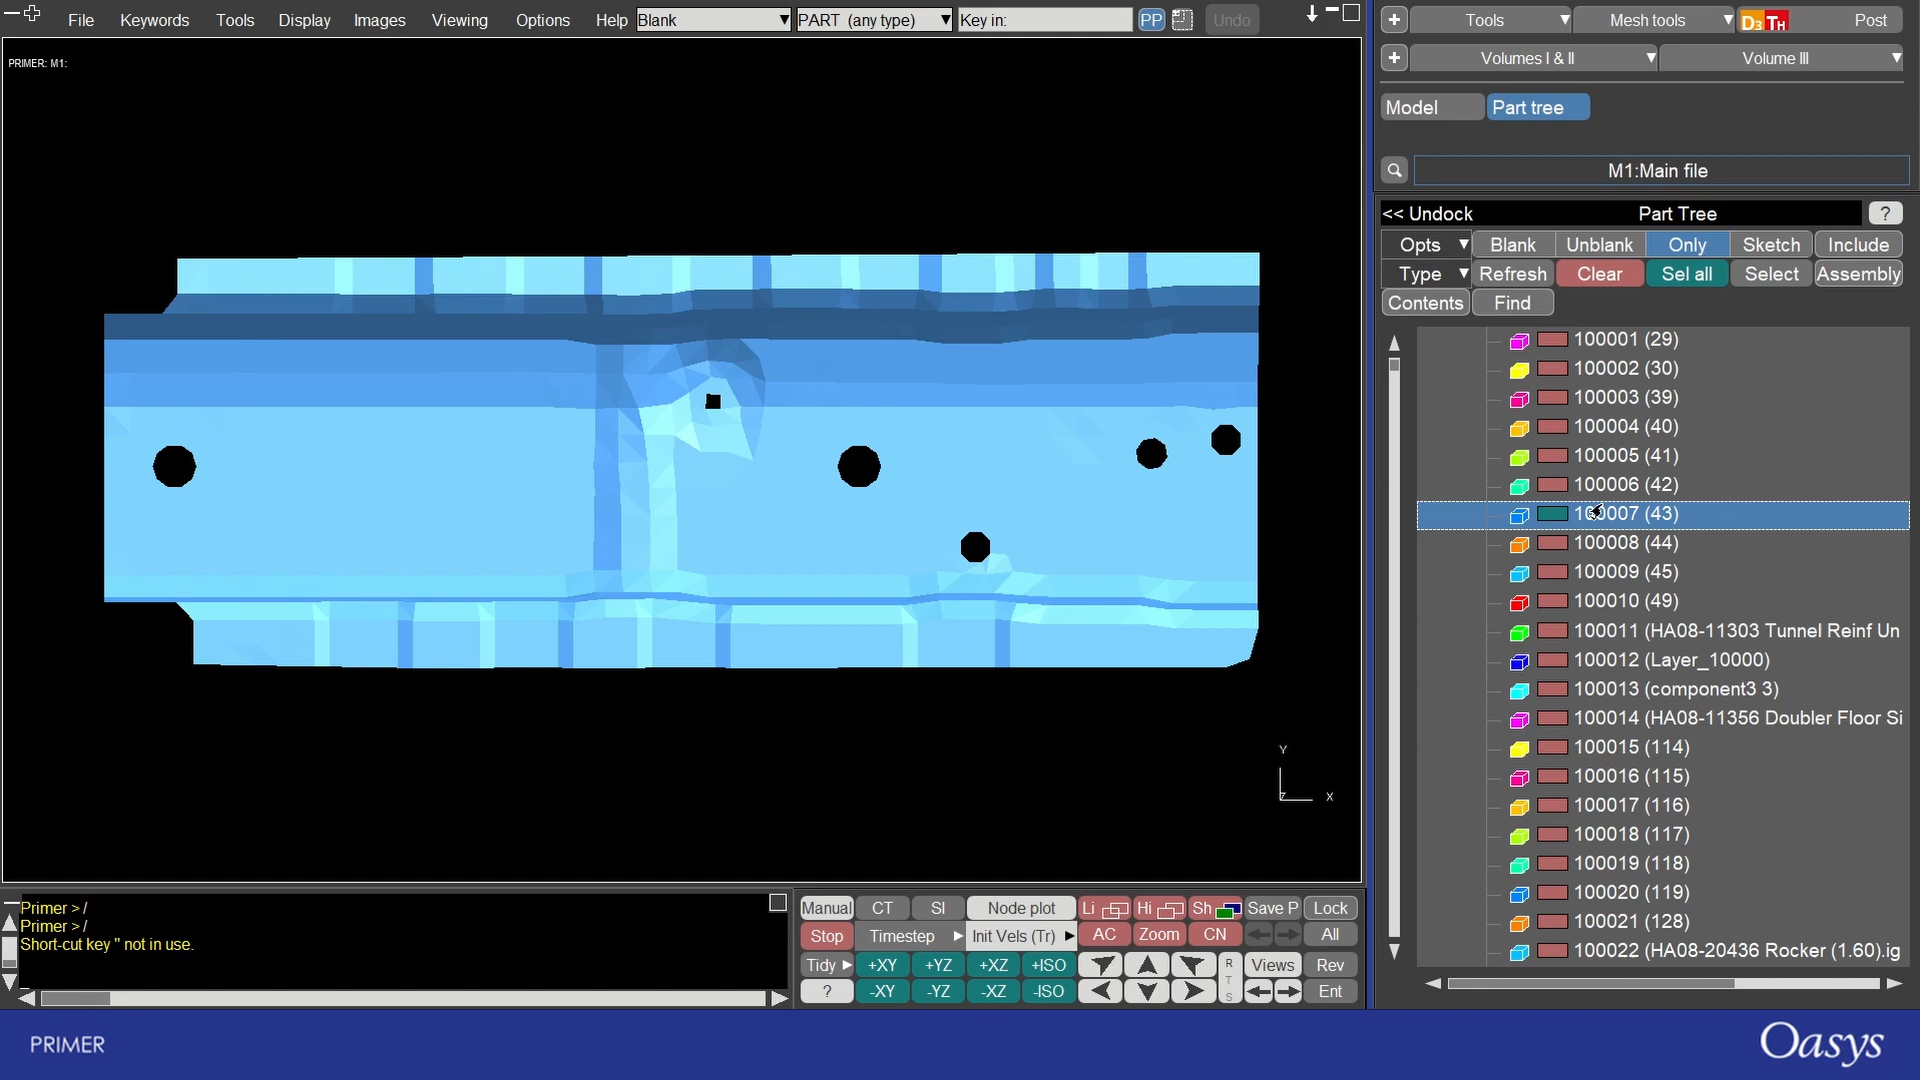 File Keywords Tools Display Images Viewing Options Help Blank PART (any type) Key in: PP Undo
Tools Mesh tools D3 TH Post
Volumes I & II Volume III
PRIMER: M1:
Model Part tree
M1:Main file
<< Undock Part Tree ?
Opts Blank Unblank Only Sketch Include
Type Refresh Clear Sel all Select Assembly
Contents Find
100001 (29)
100002 (30)
100003 (39)
100004 (40)
100005 (41)
100006 (42)
100007 (43)
100008 (44)
100009 (45)
100010 (49)
100011 (HA08-11303 Tunnel Reinf Un
100012 (Layer_10000)
100013 (component3 3)
100014 (HA08-11356 Doubler Floor Si
100015 (114)
100016 (115)
100017 (116)
100018 (117)
100019 (118)
100020 (119)
100021 (128)
100022 (HA08-20436 Rocker (1.60).ig
Y
Z X
Primer > /
Primer > /
Short-cut key " not in use.
Manual CT SI Node plot Li Hi Sh Save P Lock
Stop Timestep Init Vels (Tr) AC Zoom CN All
Tidy +XY +YZ +XZ +ISO R T S Views Rev
? -XY -YZ -XZ -ISO Ent
PRIMER
Oasys